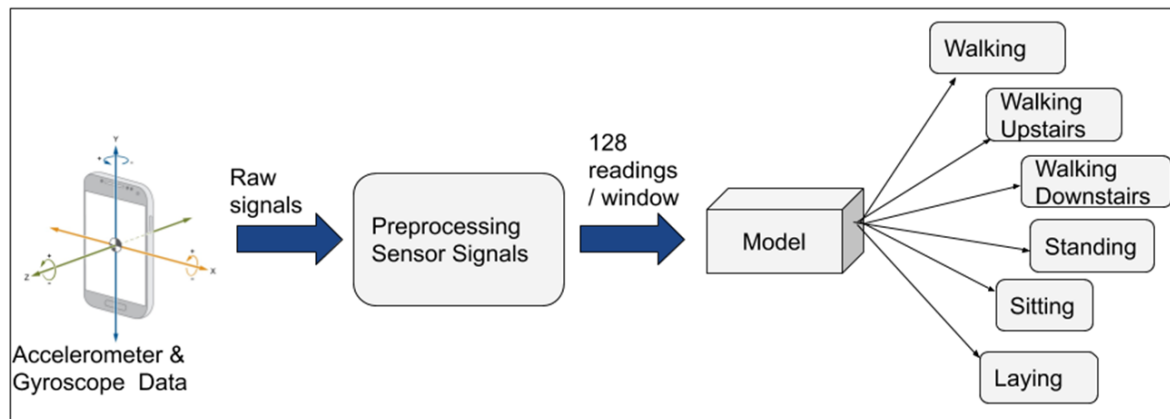 Y
X
Z
Accelerometer &
Gyroscope Data
Raw
signals
Preprocessing
Sensor Signals
128
readings
/ window
Model
Walking
Walking
Upstairs
Walking
Downstairs
Standing
Sitting
Laying